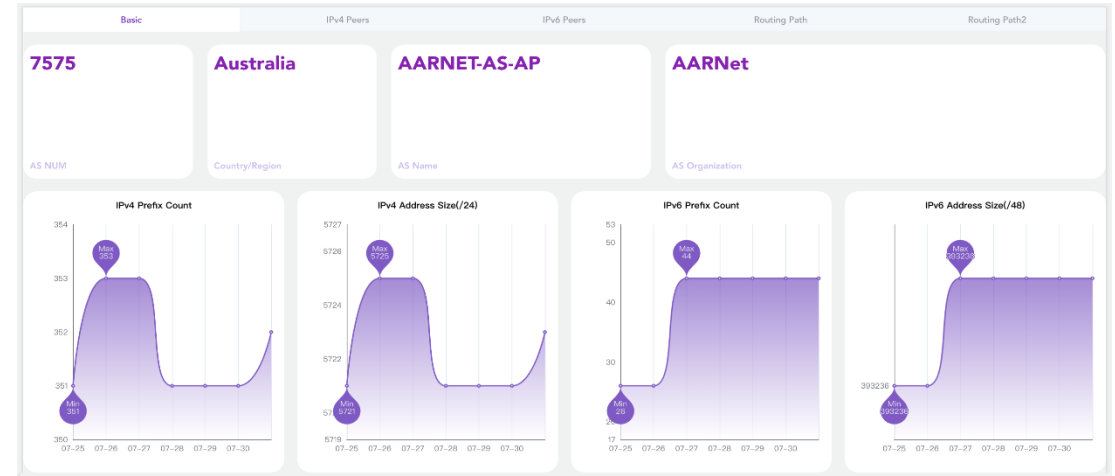 Basic
IPv4 Peers
IPv6 Peers
Routing Path
Routing Path2
7575
AS NUM
Australia
Country/Region
AARNET-AS-AP
AS Name
AARNet
AS Organization
IPv4 Prefix Count
354
353
352
351
350
Max
353
Min
351
07-25 07-26 07-27 07-28 07-29 07-30
IPv4 Address Size(/24)
5727
5726
5724
5722
5719
Max
5725
Min
5721
07-25 07-26 07-27 07-28 07-29 07-30
IPv6 Prefix Count
53
50
40
30
17
Max
44
Min
26
07-25 07-26 07-27 07-28 07-29 07-30
IPv6 Address Size(/48)
393236
Max
393238
Min
393236
07-25 07-26 07-27 07-28 07-29 07-30